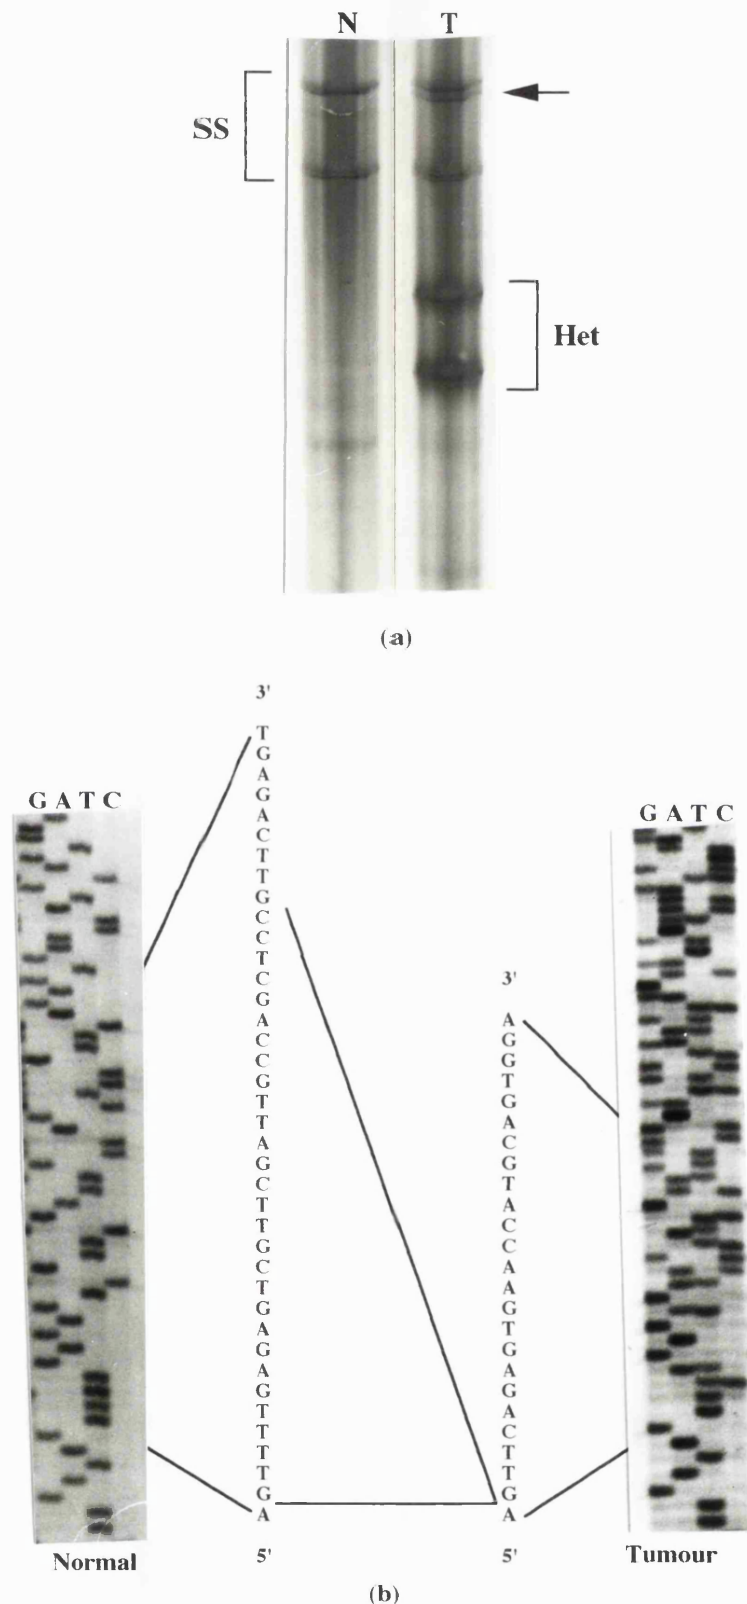 N T
SS
Het
(a)
3'
T G A G A C T T G C C T C G A C C G T T A G C T T G C T G A G A G T T T T G A
5'
G A T C
Normal
3'
A G G T G A C G T A C C A A G T G A G A C T T G A
5'
G A T C
Tumour
(b)